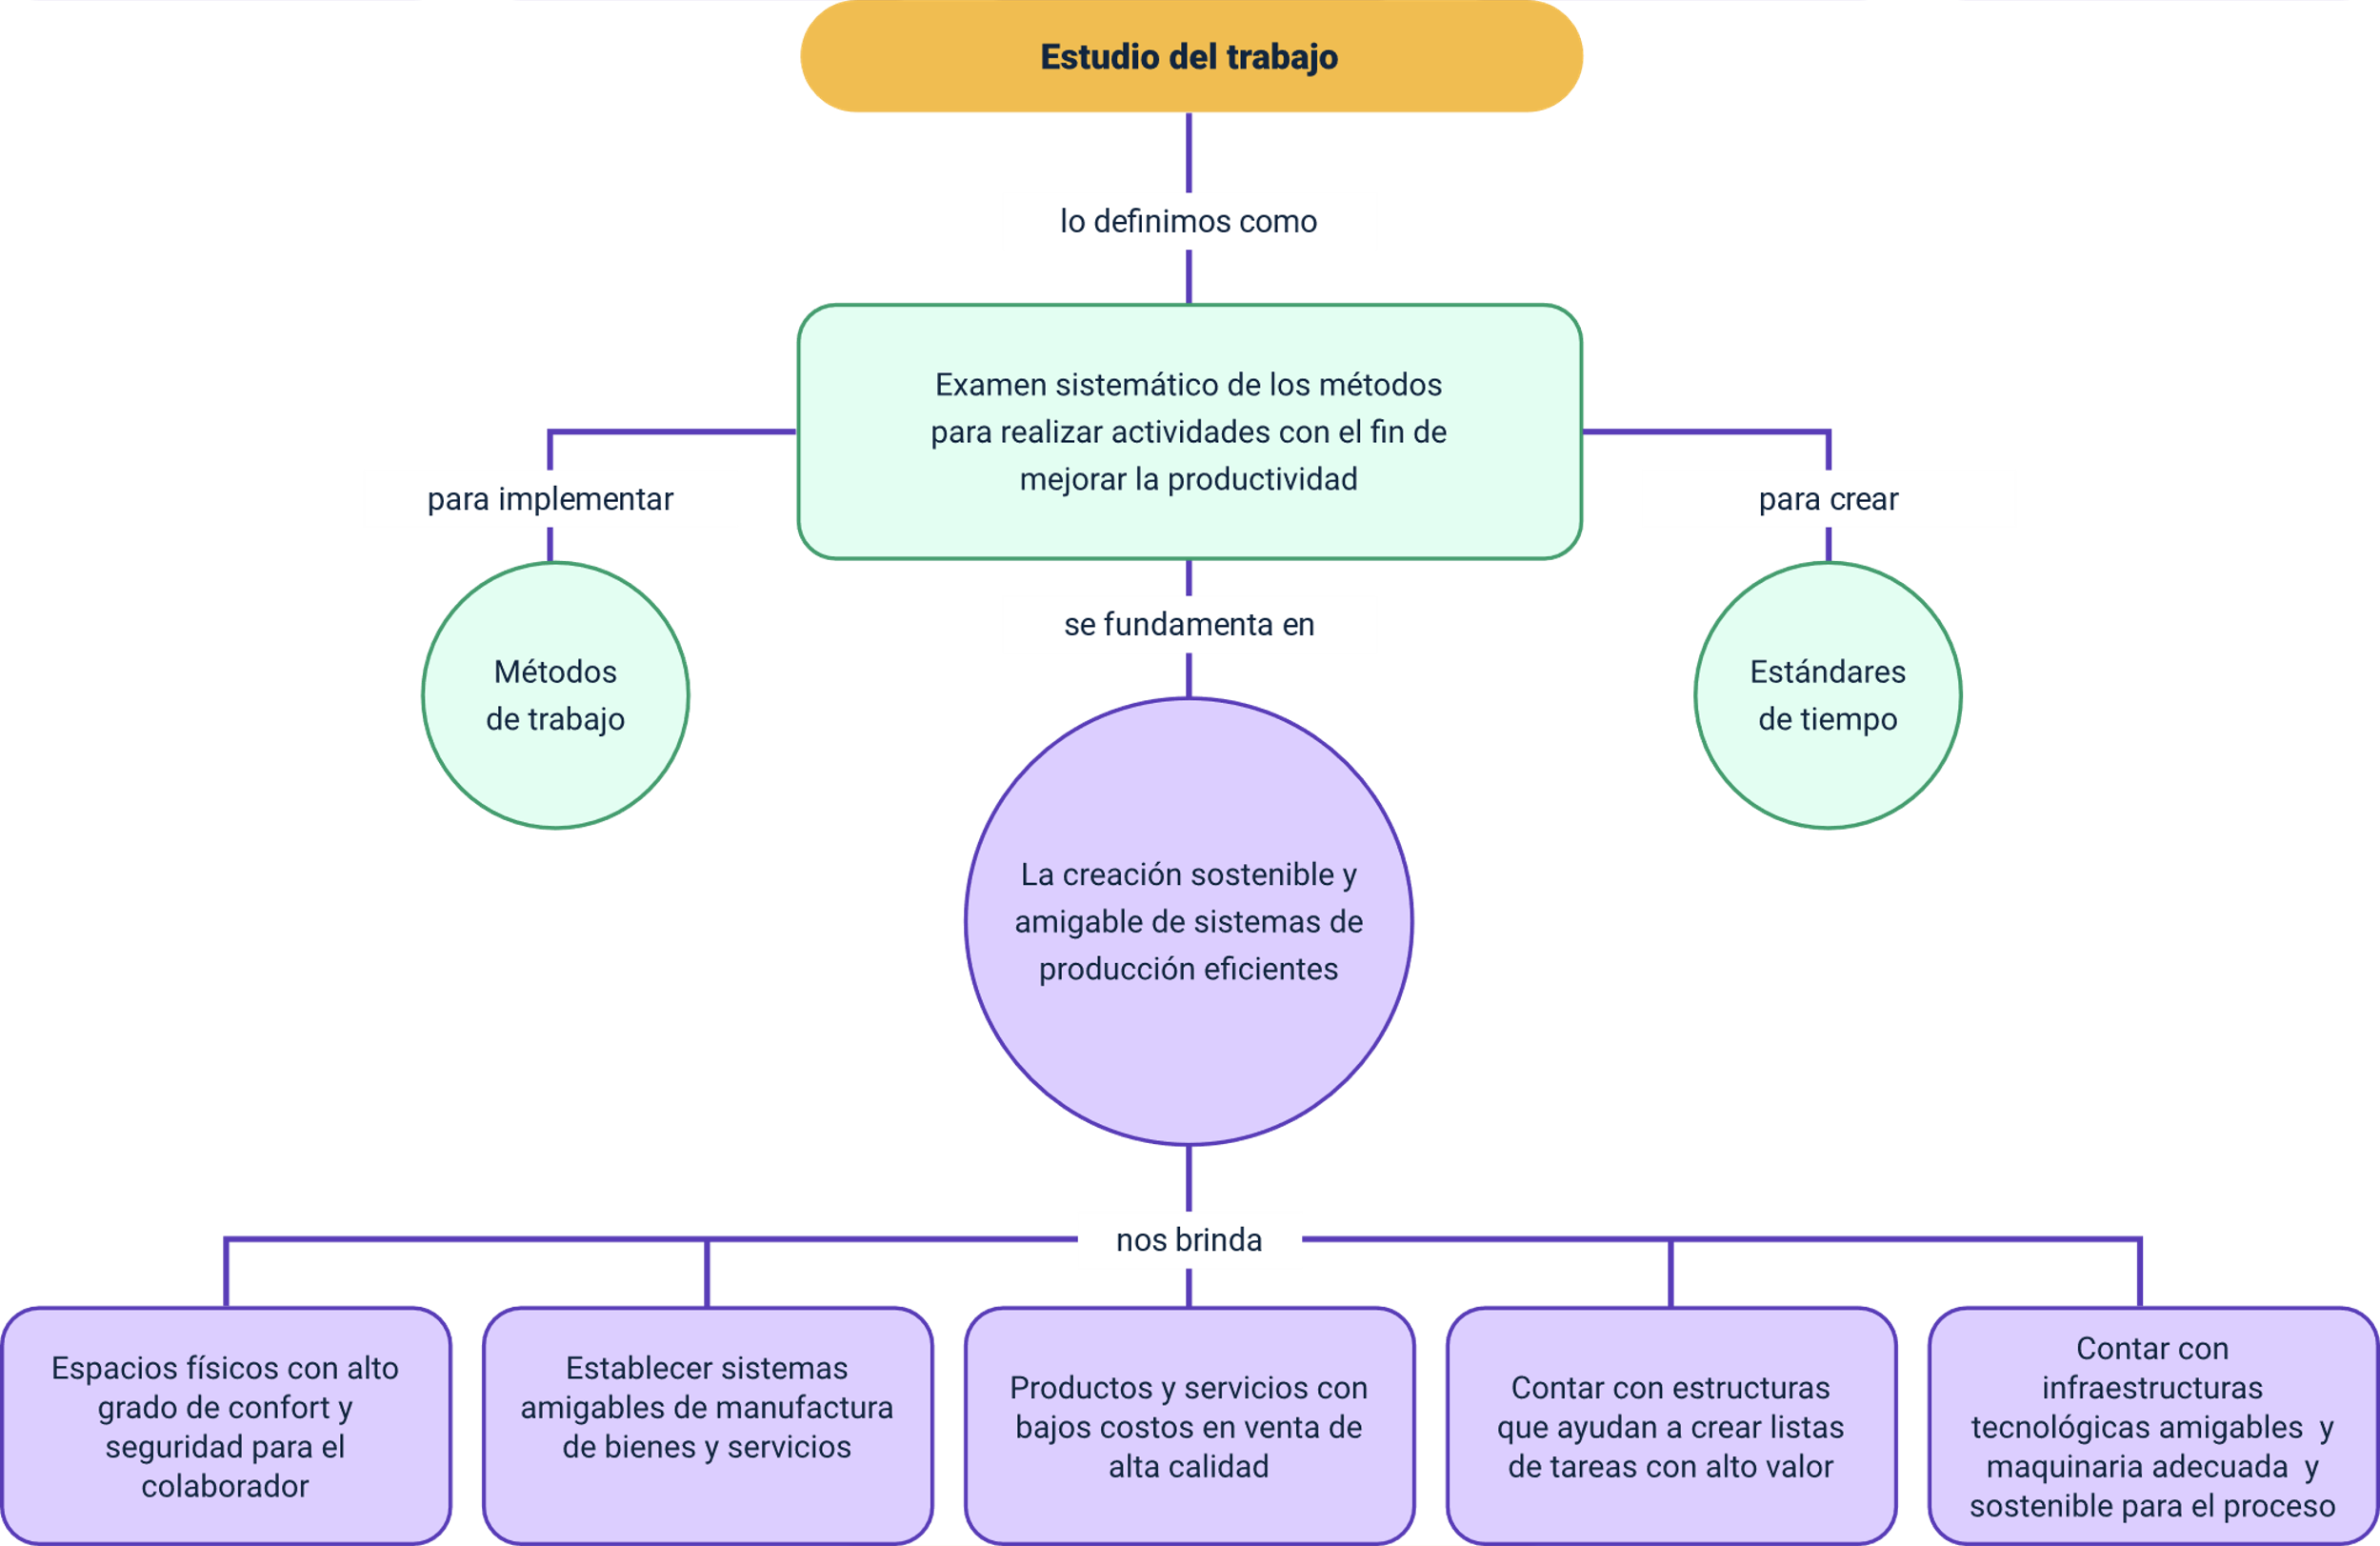 Estudio del trabajo
lo definimos como
Examen sistemático de los métodos
para realizar actividades con el fin de
mejorar la productividad
para implementar
para crear
Métodos
de trabajo
se fundamenta en
Estándares
de tiempo
La creación sostenible y
amigable de sistemas de
producción eficientes
nos brinda
Espacios físicos con alto
grado de confort y
seguridad para el
colaborador
Establecer sistemas
amigables de manufactura
de bienes y servicios
Productos y servicios con
bajos costos en venta de
alta calidad
Contar con estructuras
que ayudan a crear listas
de tareas con alto valor
Contar con
infraestructuras
tecnológicas amigables  y
maquinaria adecuada  y
sostenible para el proceso